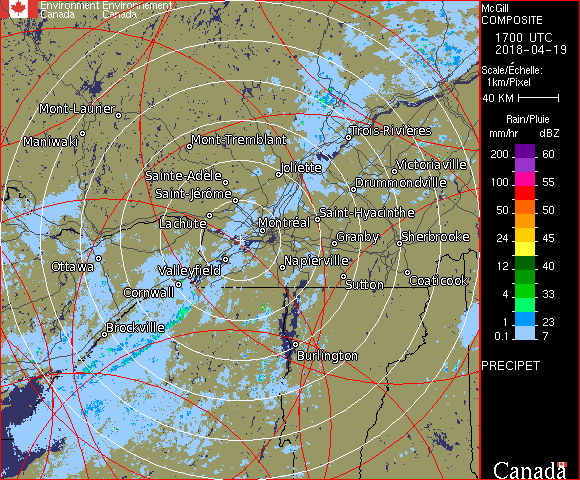 Environment Environnement
Canada Canada
McGill
COMPOSITE
1700 UTC
2018-04-19
Scale/Échelle:
1km/Pixel
40 KM
Rain/Pluie
mm/hr dBZ
200 60
100 55
50 50
24 45
12 40
4 33
1 23
0.1 7
PRECIPET
Canada
Mont-Laurier
Maniwaki
Mont-Tremblant
Trois-Rivières
Joliette
Victoriaville
Sainte-Adèle
Drummondville
Saint-Jérôme
Saint-Hyacinthe
Lachute
Montréal
Granby
Sherbrooke
Ottawa
Valleyfield
Napierville
Sutton
Coaticook
Cornwall
Brockville
Burlington